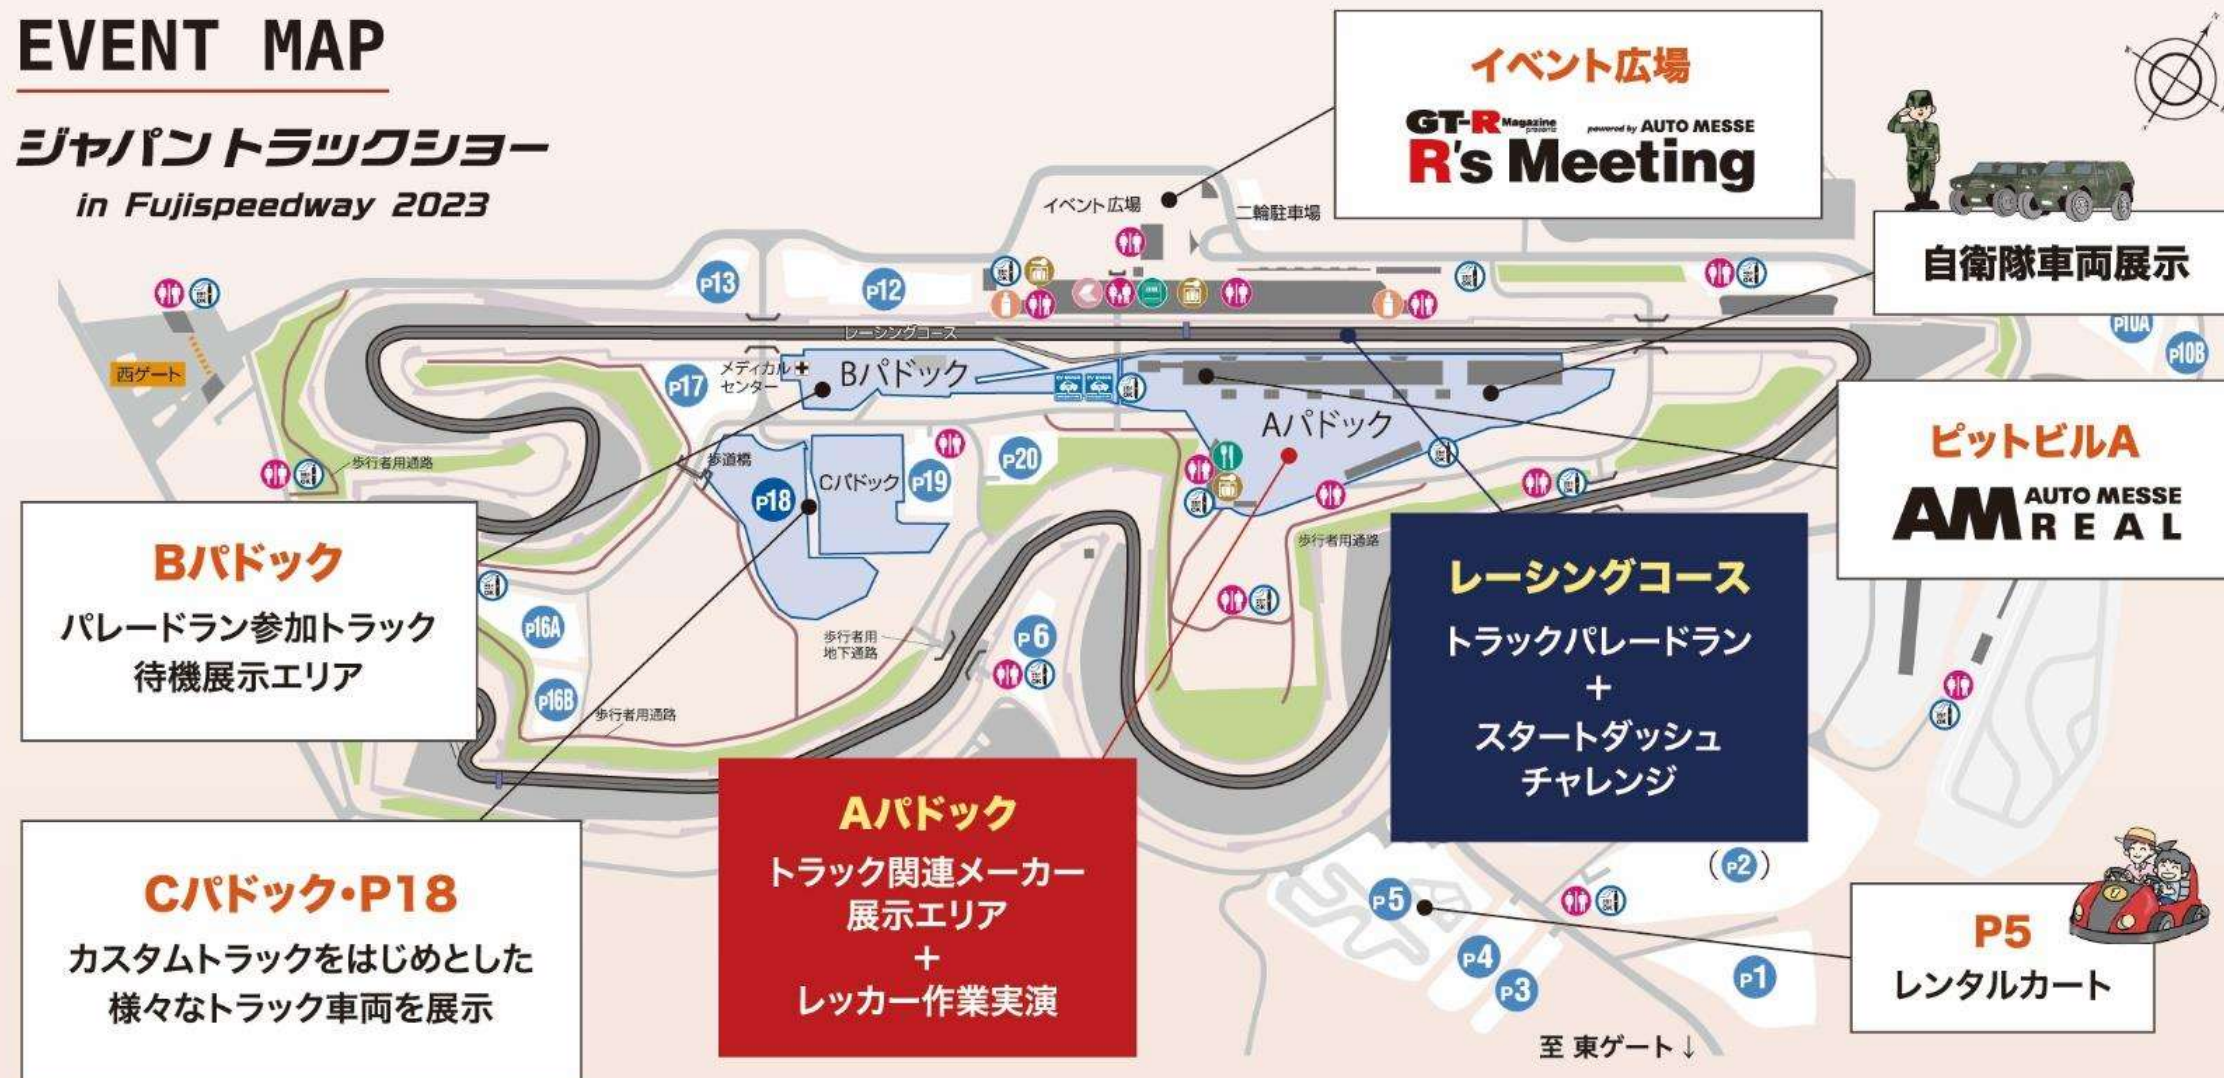 EVENT MAP
ジャパントラックショー
in Fujispeedway 2023
イベント広場
GT-R Magazine presents powered by AUTO MESSE
R's Meeting
自衛隊車両展示
イベント広場
二輪駐車場
P13
P12
P10A
P10B
レーシングコース
西ゲート
メディカル
センター
P17
Bパドック
Aパドック
歩行者用通路
歩道橋
P18
Cパドック
P19
P20
ピットビルA
AM AUTO MESSE
REAL
Bパドック
パレードラン参加トラック
待機展示エリア
歩行者用通路
レーシングコース
トラックパレードラン
+
スタートダッシュ
チャレンジ
P16A
P16B
歩行者用
地下通路
P6
歩行者用通路
Cパドック・P18
カスタムトラックをはじめとした
様々なトラック車両を展示
Aパドック
トラック関連メーカー
展示エリア
+
レッカー作業実演
(P2)
P5
P4
P3
P1
P5
レンタルカート
至 東ゲート↓